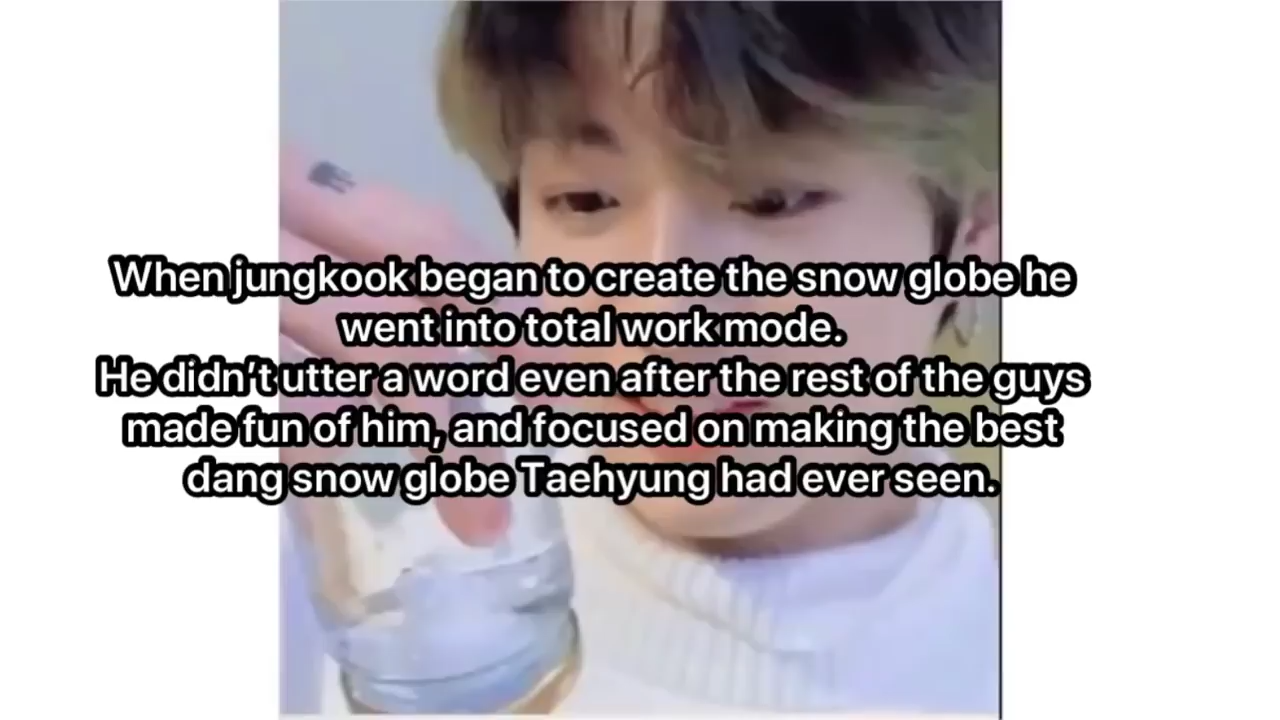 When jungkook began to create the snow globe he
went into total work mode.
He didn’t utter a word even after the rest of the guys
made fun of him, and focused on making the best
dang snow globe Taehyung had ever seen.